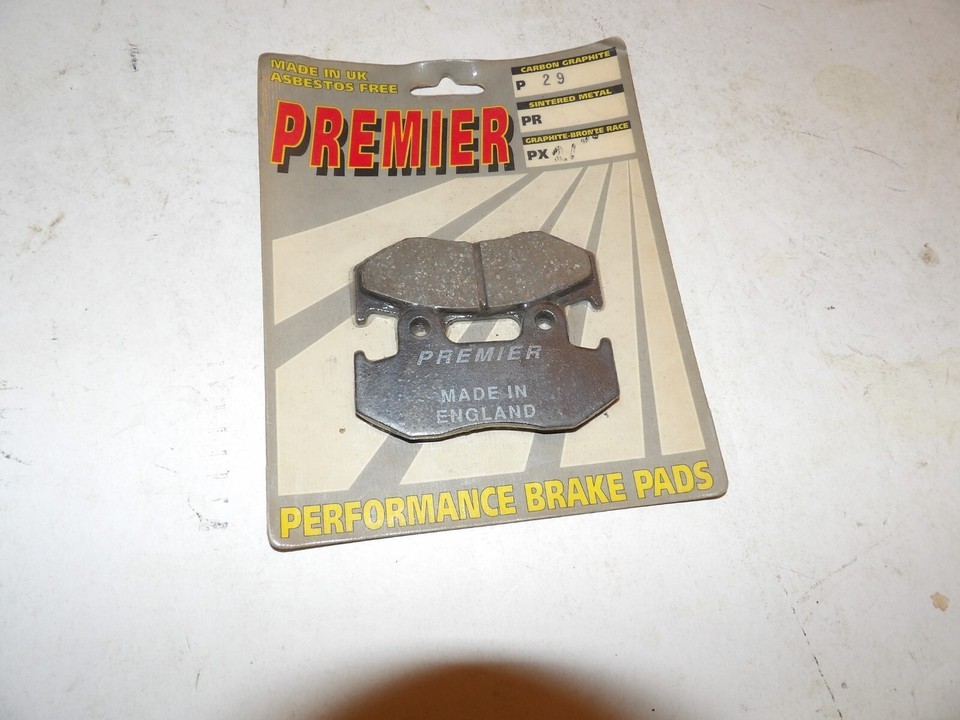 MADE IN UK
ASBESTOS FREE
PREMIER
CARBON GRAPHITE
P 29
SINTERED METAL
PR
GRAPHITE-BRONTE RACE
PX
PREMIER
MADE IN
ENGLAND
PERFORMANCE BRAKE PADS